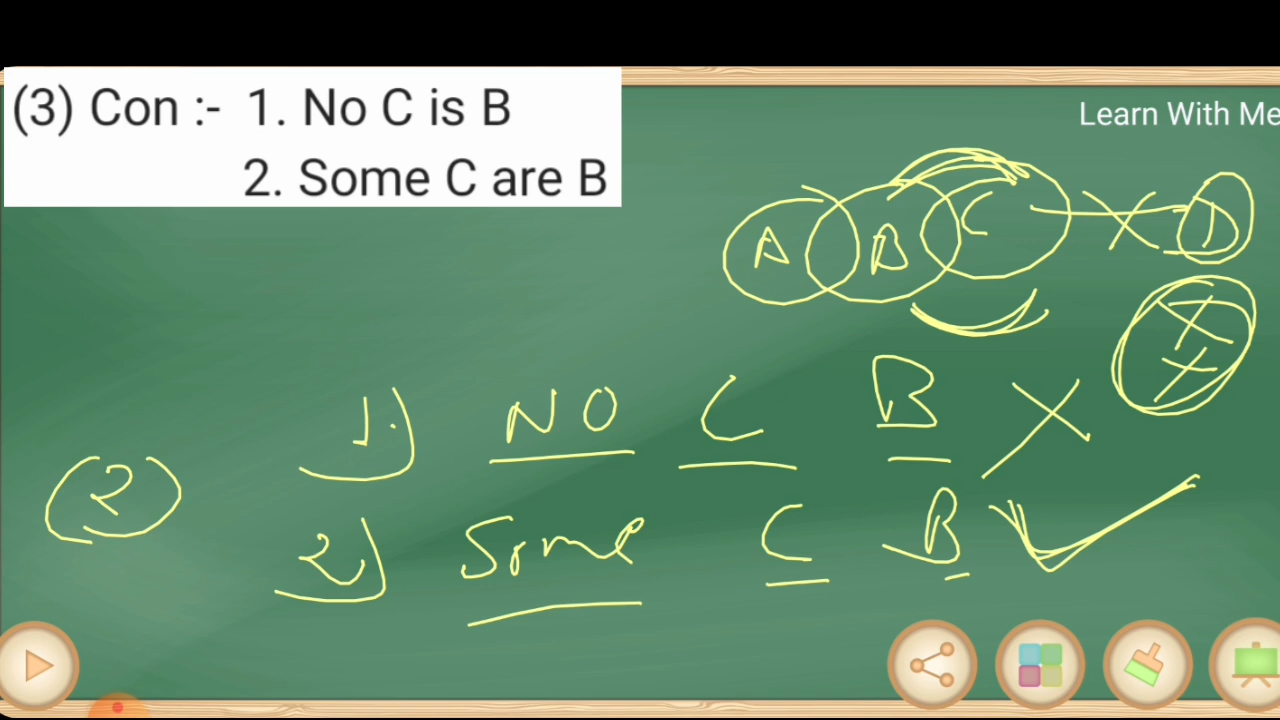 (3) Con :- 1. No C is B
2. Some C are B
Learn With Me
A B C D
1) NO C B
(2)
2) Some C B